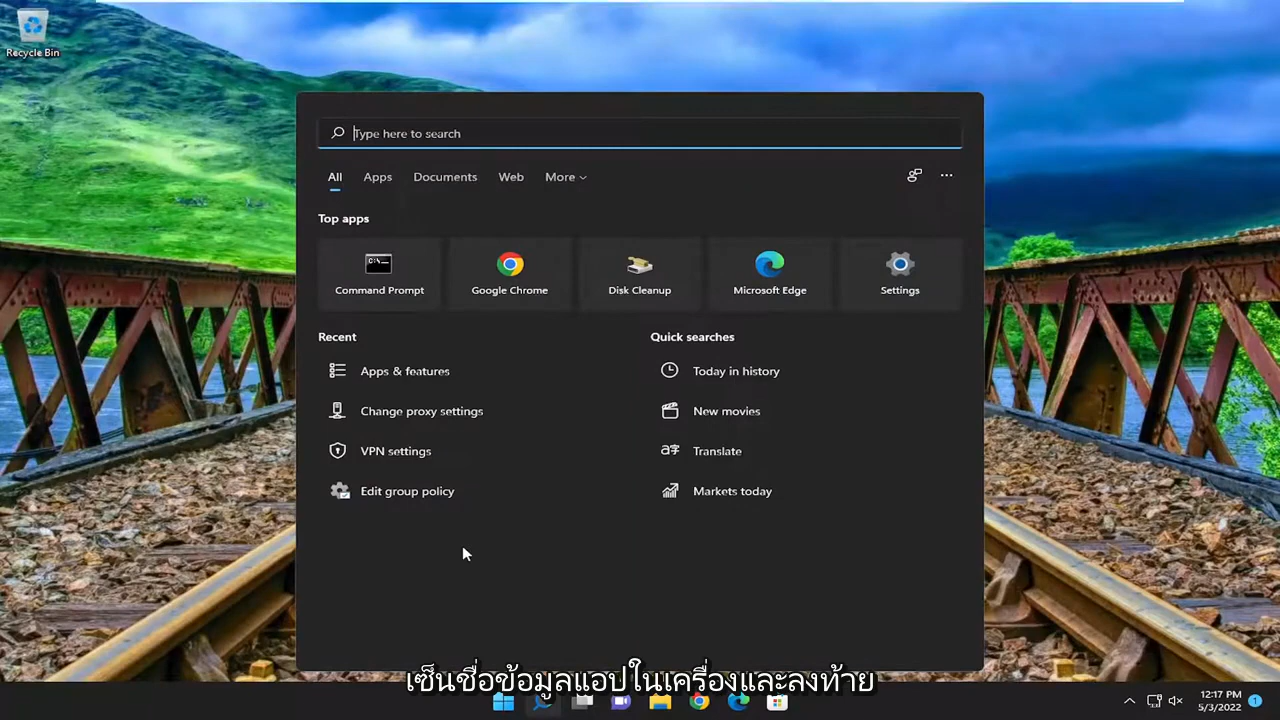 Recycle Bin
Type here to search
All Apps Documents Web More
Top apps
Command Prompt Google Chrome Disk Cleanup Microsoft Edge Settings
Recent Quick searches
Apps & features Today in history
Change proxy settings New movies
VPN settings Translate
Edit group policy Markets today
เซ็นชื่อข้อมูลแอปในเครื่องและลงท้าย
12:17 PM
5/3/2022 1